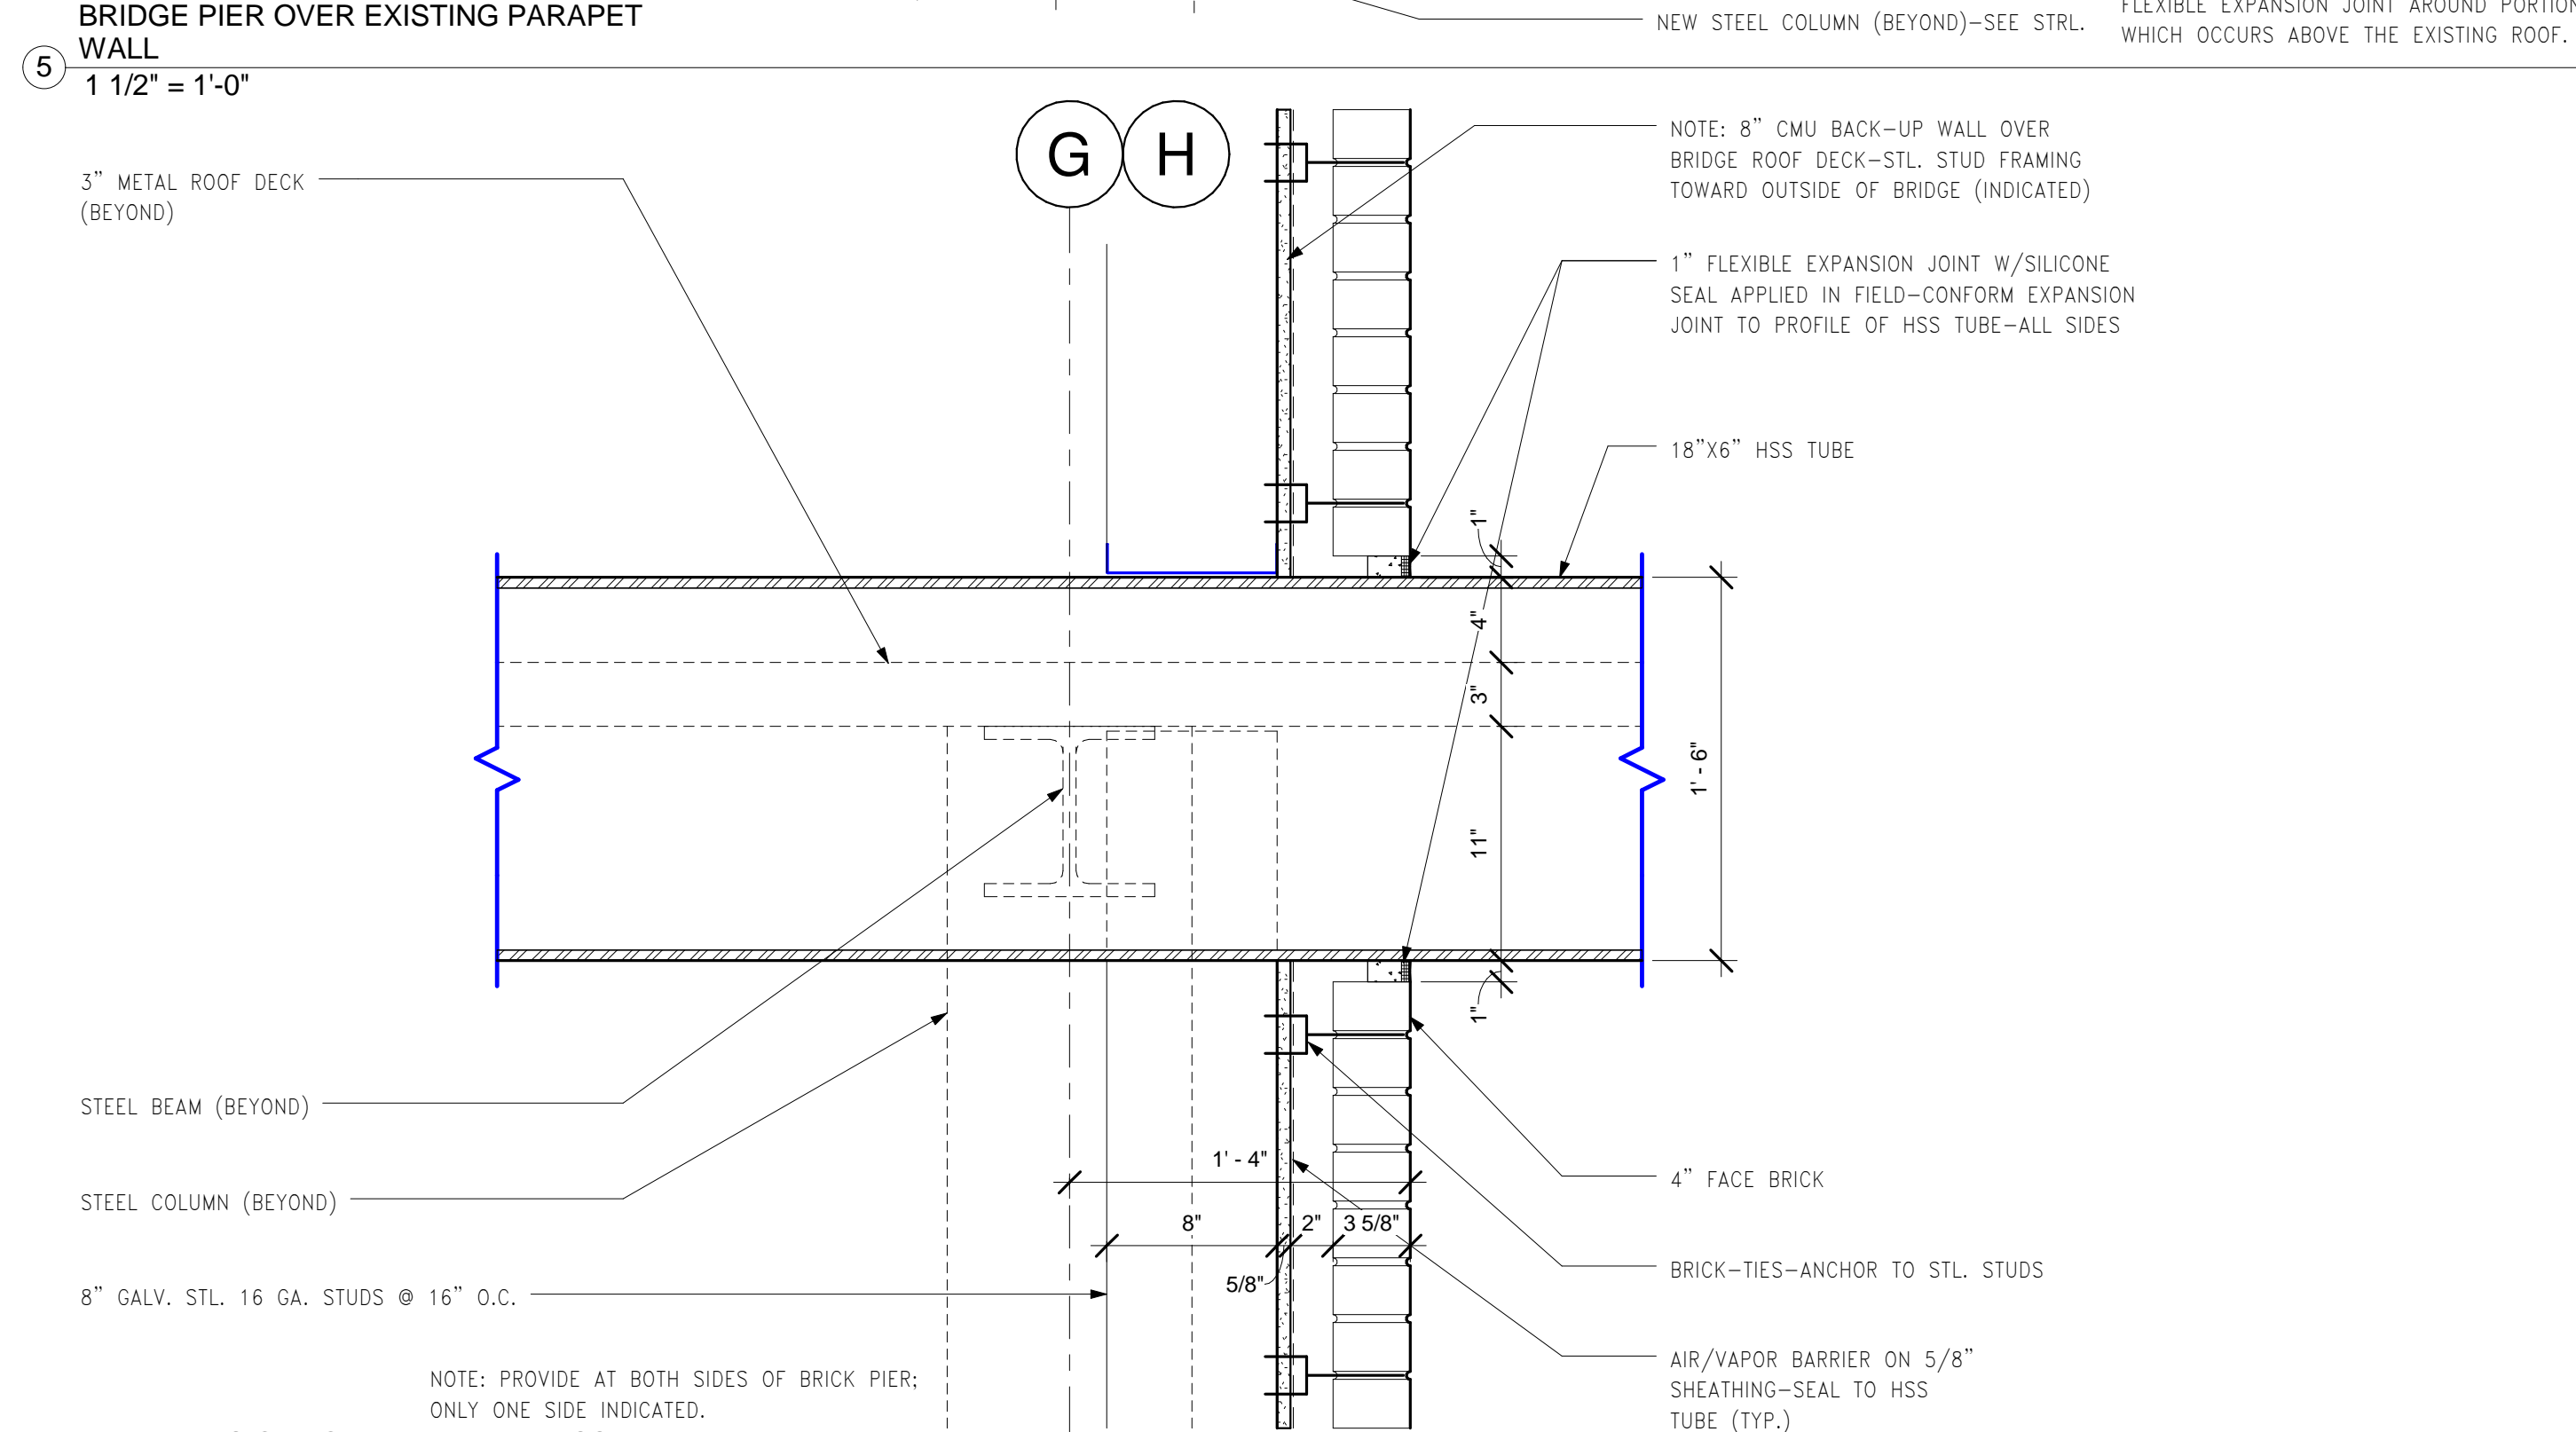 BRIDGE PIER OVER EXISTING PARAPET
WALL
5
1 1/2" = 1'-0"
NEW STEEL COLUMN (BEYOND)-SEE STRL.
FLEXIBLE EXPANSION JOINT AROUND PORTION
WHICH OCCURS ABOVE THE EXISTING ROOF.
G
H
3" METAL ROOF DECK
(BEYOND)
NOTE: 8" CMU BACK-UP WALL OVER
BRIDGE ROOF DECK-STL. STUD FRAMING
TOWARD OUTSIDE OF BRIDGE (INDICATED)
1" FLEXIBLE EXPANSION JOINT W/SILICONE
SEAL APPLIED IN FIELD-CONFORM EXPANSION
JOINT TO PROFILE OF HSS TUBE-ALL SIDES
18"X6" HSS TUBE
1"
4"
3"
11"
1"
1' - 6"
STEEL BEAM (BEYOND)
STEEL COLUMN (BEYOND)
8" GALV. STL. 16 GA. STUDS @ 16" O.C.
1' - 4"
8"
2"
3 5/8"
5/8"
4" FACE BRICK
BRICK-TIES-ANCHOR TO STL. STUDS
AIR/VAPOR BARRIER ON 5/8"
SHEATHING-SEAL TO HSS
TUBE (TYP.)
NOTE: PROVIDE AT BOTH SIDES OF BRICK PIER;
ONLY ONE SIDE INDICATED.